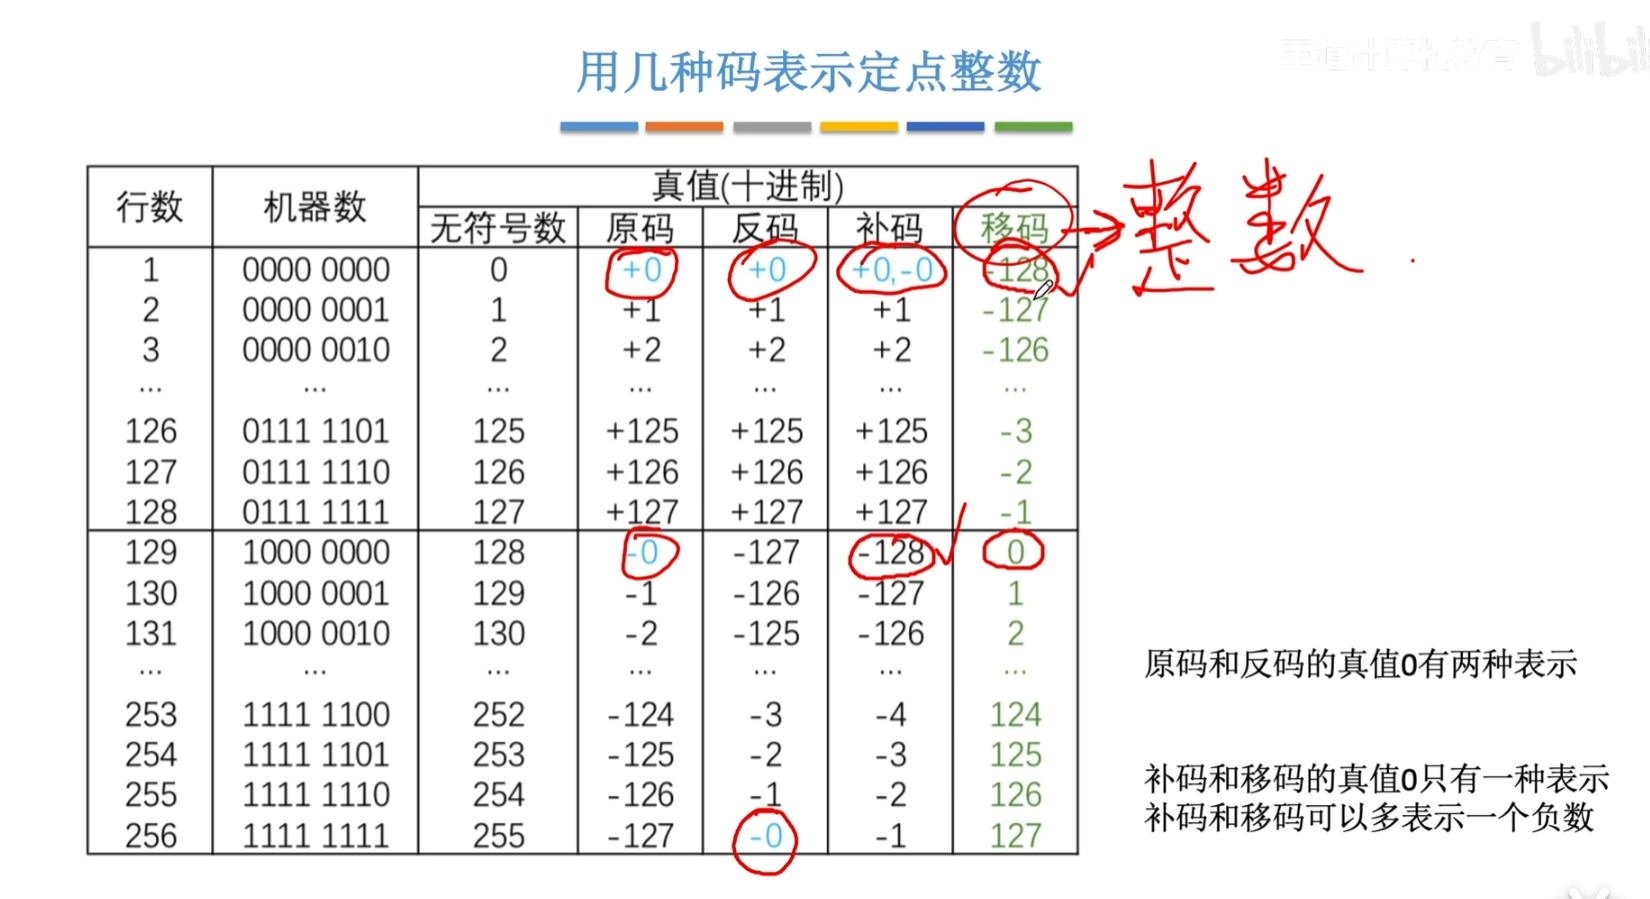 王道计算机教育 bilibili
用几种码表示定点整数
行数 机器数 真值(十进制)
无符号数 原码 反码 补码 移码 → 整数
1 0000 0000 0 +0 +0 +0,-0 -128
2 0000 0001 1 +1 +1 +1 -127
3 0000 0010 2 +2 +2 +2 -126
... ... ... ... ... ... ...
126 0111 1101 125 +125 +125 +125 -3
127 0111 1110 126 +126 +126 +126 -2
128 0111 1111 127 +127 +127 +127 -1
129 1000 0000 128 -0 -127 -128 0
130 1000 0001 129 -1 -126 -127 1
131 1000 0010 130 -2 -125 -126 2
... ... ... ... ... ... ...
253 1111 1100 252 -124 -3 -4 124
254 1111 1101 253 -125 -2 -3 125
255 1111 1110 254 -126 -1 -2 126
256 1111 1111 255 -127 -0 -1 127
原码和反码的真值0有两种表示
补码和移码的真值0只有一种表示
补码和移码可以多表示一个负数